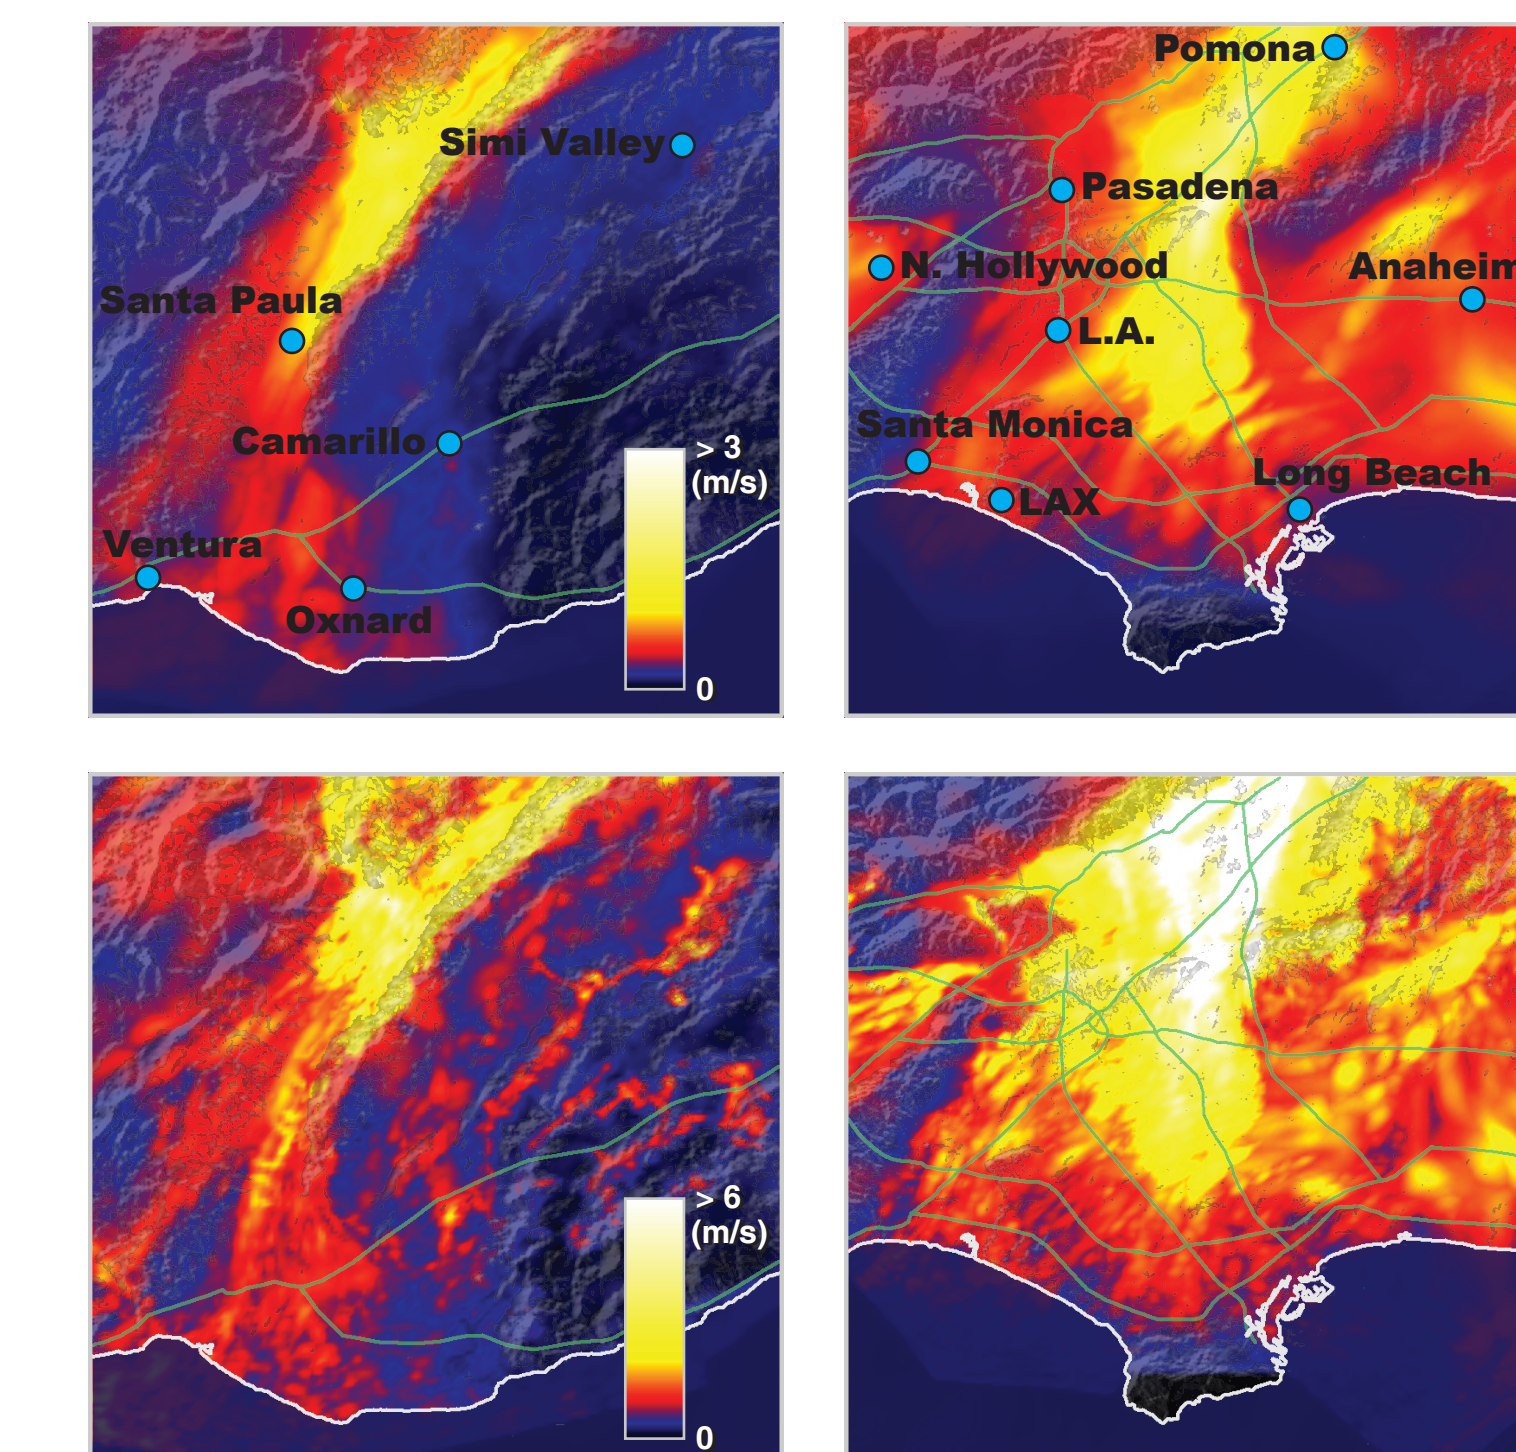 Simi Valley
Santa Paula
Camarillo
> 3
(m/s)
Ventura
Oxnard
0
Pomona
Pasadena
N. Hollywood
Anaheim
L.A.
Santa Monica
Long Beach
LAX
> 6
(m/s)
0